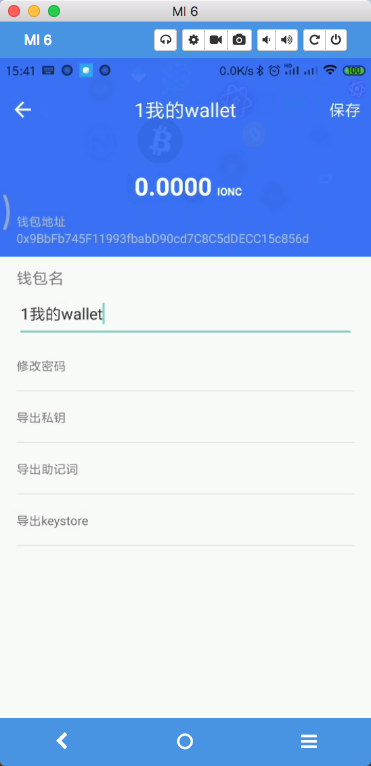 MI 6
MI 6
15:41
0.0K/s
HD
100
1我的wallet
保存
0.0000 IONC
钱包地址
0x9BbFb745F11993fbabD90cd7C8C5dDECC15c856d
钱包名
1我的wallet
修改密码
导出私钥
导出助记词
导出keystore